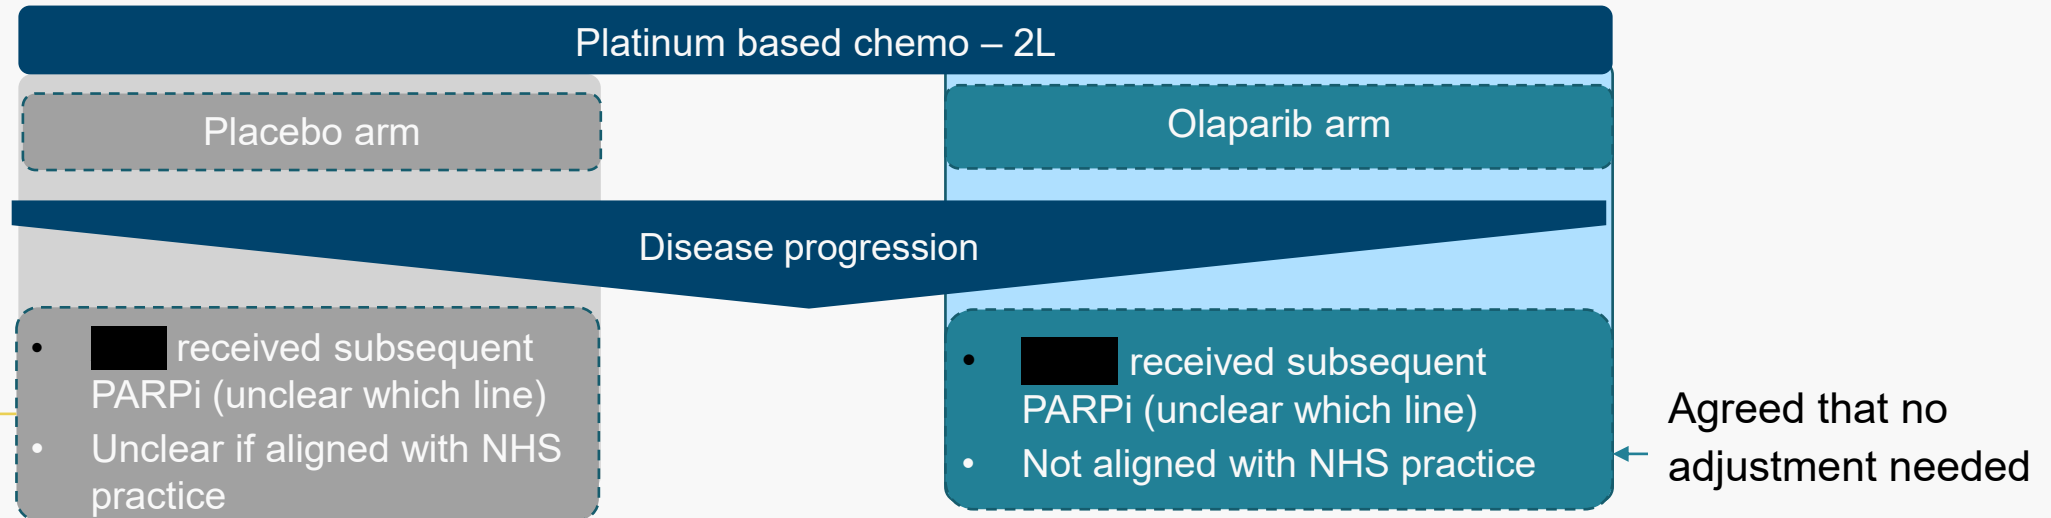 Platinum based chemo – 2L
Placebo arm
Olaparib arm
Disease progression
• received subsequent
PARPi (unclear which line)
• Unclear if aligned with NHS
practice
• received subsequent
PARPi (unclear which line)
• Not aligned with NHS practice
Agreed that no
adjustment needed